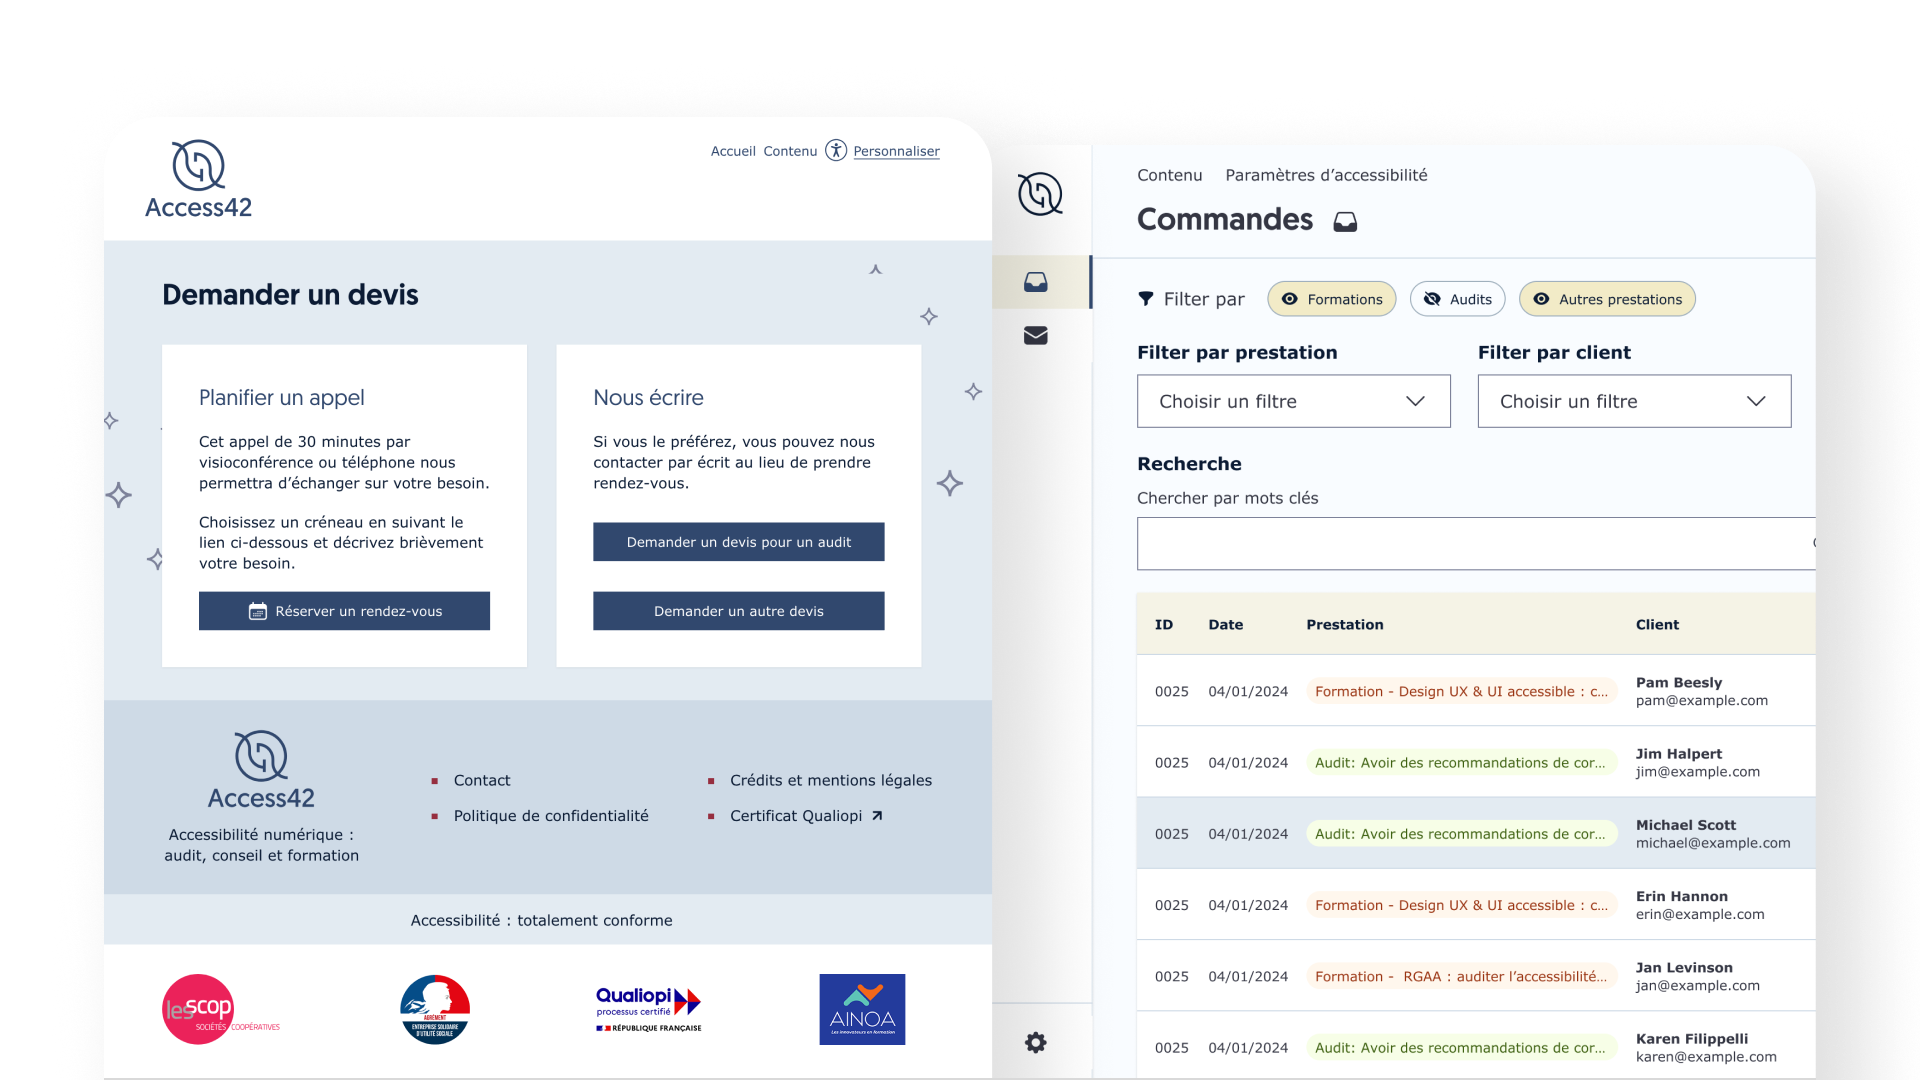 Access42
Accueil Contenu Personnaliser
Demander un devis
Planifier un appel
Cet appel de 30 minutes par
visioconférence ou téléphone nous
permettra d’échanger sur votre besoin.
Choisissez un créneau en suivant le
lien ci-dessous et décrivez brièvement
votre besoin.
Réserver un rendez-vous
Nous écrire
Si vous le préférez, vous pouvez nous
contacter par écrit au lieu de prendre
rendez-vous.
Demander un devis pour un audit
Demander un autre devis
Access42
Accessibilité numérique :
audit, conseil et formation
Contact
Politique de confidentialité
Crédits et mentions légales
Certificat Qualiopi
Accessibilité : totalement conforme
lesscop
SOCIÉTÉS COOPÉRATIVES
AGRÉMENT
ENTREPRISE SOLIDAIRE
D'UTILITÉ SOCIALE
Qualiopi
processus certifié
RÉPUBLIQUE FRANÇAISE
AINOA
Les innovateurs en formation
Contenu Paramètres d’accessibilité
Commandes
Filter par Formations Audits Autres prestations
Filter par prestation
Choisir un filtre
Filter par client
Choisir un filtre
Recherche
Chercher par mots clés
ID Date Prestation Client
0025 04/01/2024 Formation - Design UX & UI accessible : c... Pam Beesly
pam@example.com
0025 04/01/2024 Audit: Avoir des recommandations de cor... Jim Halpert
jim@example.com
0025 04/01/2024 Audit: Avoir des recommandations de cor... Michael Scott
michael@example.com
0025 04/01/2024 Formation - Design UX & UI accessible : c... Erin Hannon
erin@example.com
0025 04/01/2024 Formation - RGAA : auditer l’accessibilité... Jan Levinson
jan@example.com
0025 04/01/2024 Audit: Avoir des recommandations de cor... Karen Filippelli
karen@example.com